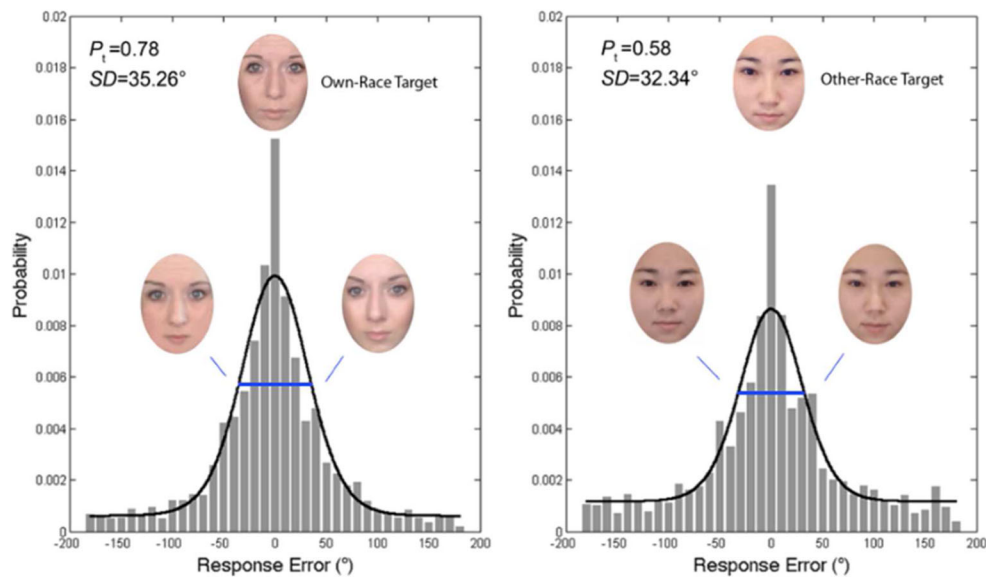 P_t=0.78
SD=35.26°
Own-Race Target
0.02
0.018
0.016
0.014
0.012
0.01
0.008
0.006
0.004
0.002
0
Probability
-200 -150 -100 -50 0 50 100 150 200
Response Error (°)
P_t=0.58
SD=32.34°
Other-Race Target
0.02
0.018
0.016
0.014
0.012
0.01
0.008
0.006
0.004
0.002
0
Probability
-200 -150 -100 -50 0 50 100 150 200
Response Error (°)